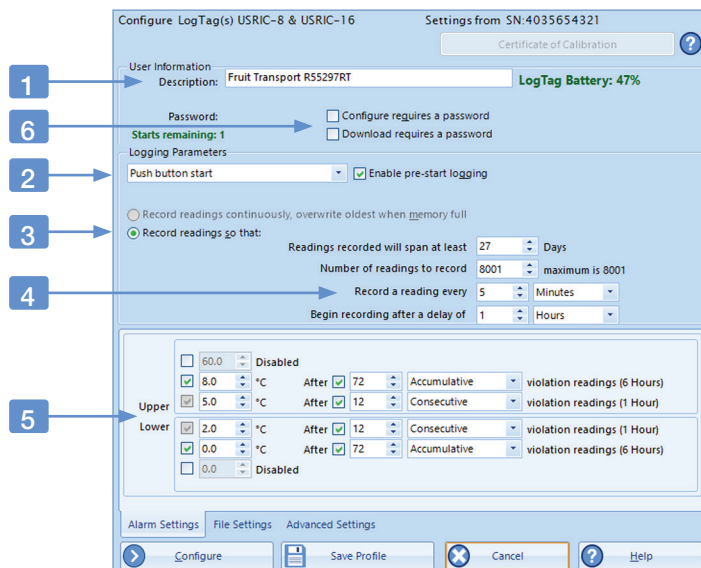 Configure LogTag(s) USRIC-8 & USRIC-16 Settings from SN:4035654321
Certificate of Calibration ?
User Information
1 Description: Fruit Transport R55297RT LogTag Battery: 47%
Password: Configure requires a password
6
Starts remaining: 1 Download requires a password
Logging Parameters
2 Push button start Enable pre-start logging
Record readings continuously, overwrite oldest when memory full
3 Record readings so that:
Readings recorded will span at least 27 Days
Number of readings to record 8001 maximum is 8001
4 Record a reading every 5 Minutes
Begin recording after a delay of 1 Hours
60.0 Disabled
8.0 °C After 72 Accumulative violation readings (6 Hours)
Upper 5.0 °C After 12 Consecutive violation readings (1 Hour)
5
Lower 2.0 °C After 12 Consecutive violation readings (1 Hour)
0.0 °C After 72 Accumulative violation readings (6 Hours)
0.0 Disabled
Alarm Settings File Settings Advanced Settings
Configure Save Profile Cancel ? Help